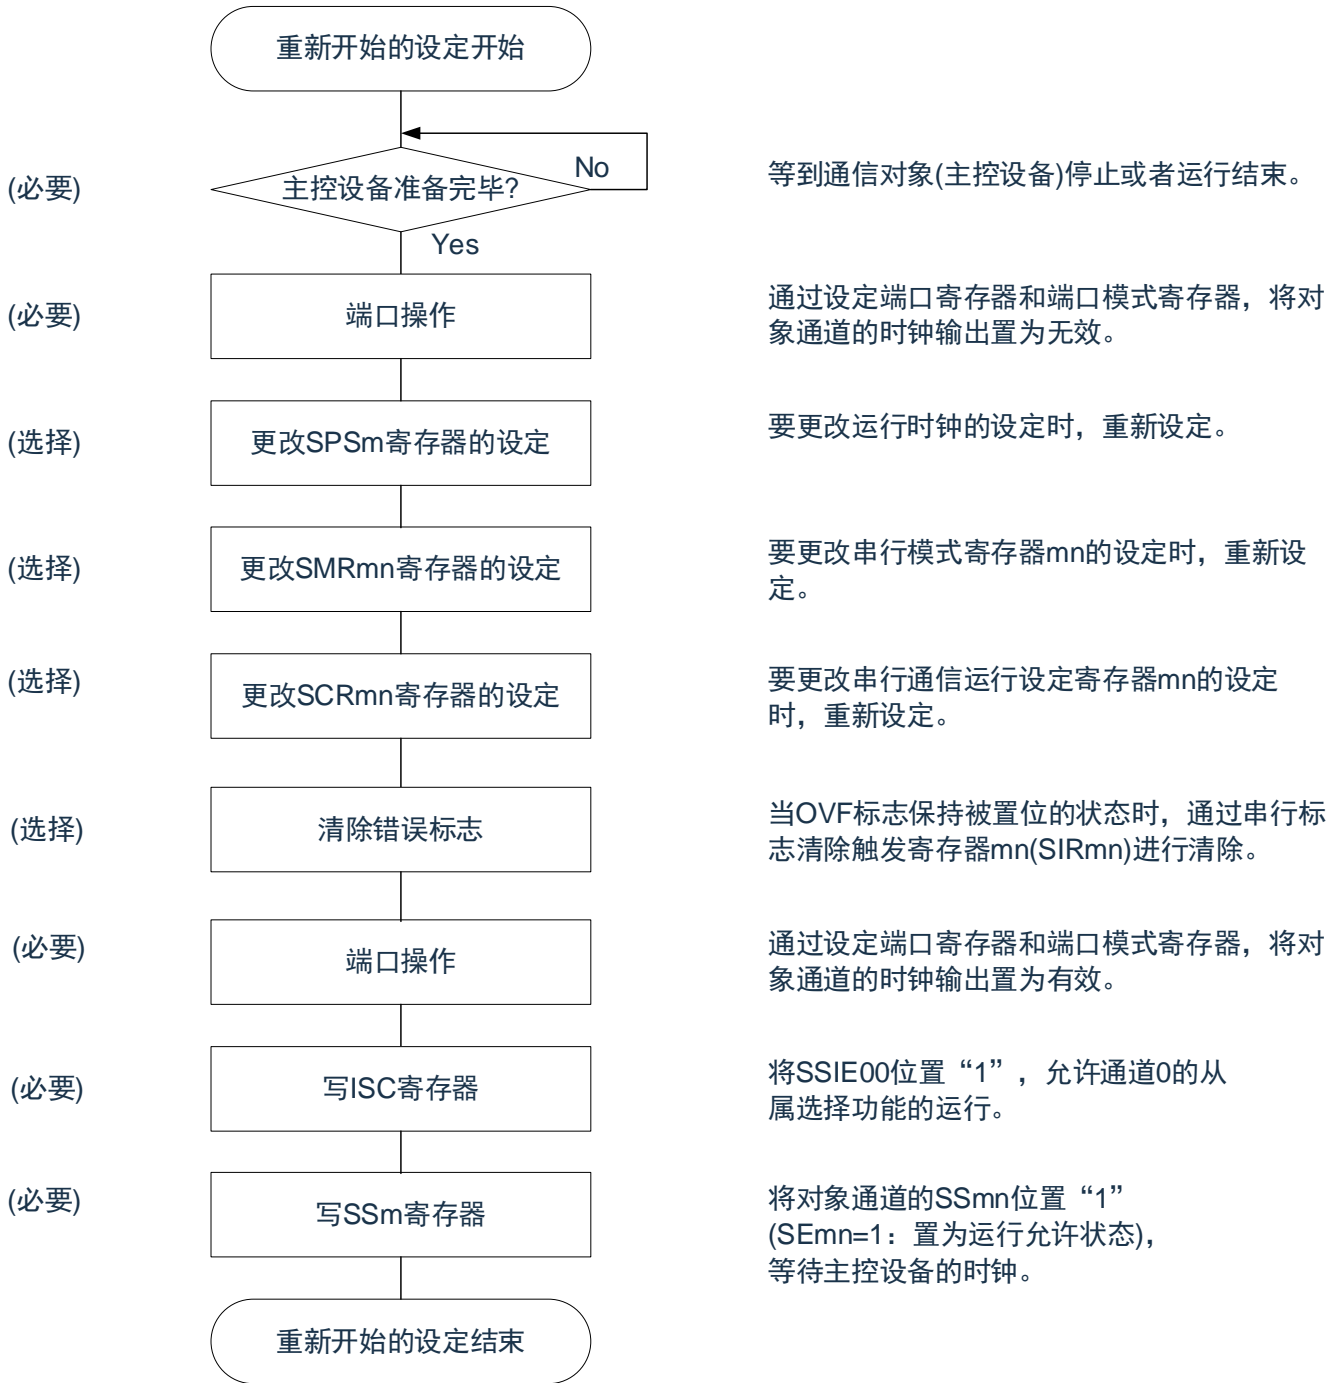 重新开始的设定开始
No
(必要)
主控设备准备完毕?
等到通信对象(主控设备)停止或者运行结束。
Yes
(必要)
端口操作
通过设定端口寄存器和端口模式寄存器，将对
象通道的时钟输出置为无效。
(选择)
更改SPSm寄存器的设定
要更改运行时钟的设定时，重新设定。
(选择)
更改SMRmn寄存器的设定
要更改串行模式寄存器mn的设定时，重新设
定。
(选择)
更改SCRmn寄存器的设定
要更改串行通信运行设定寄存器mn的设定
时，重新设定。
(选择)
清除错误标志
当OVF标志保持被置位的状态时，通过串行标
志清除触发寄存器mn(SIRmn)进行清除。
(必要)
端口操作
通过设定端口寄存器和端口模式寄存器，将对
象通道的时钟输出置为有效。
(必要)
写ISC寄存器
将SSIE00位置“1”，允许通道0的从
属选择功能的运行。
(必要)
写SSm寄存器
将对象通道的SSmn位置“1”
(SEmn=1：置为运行允许状态)，
等待主控设备的时钟。
重新开始的设定结束